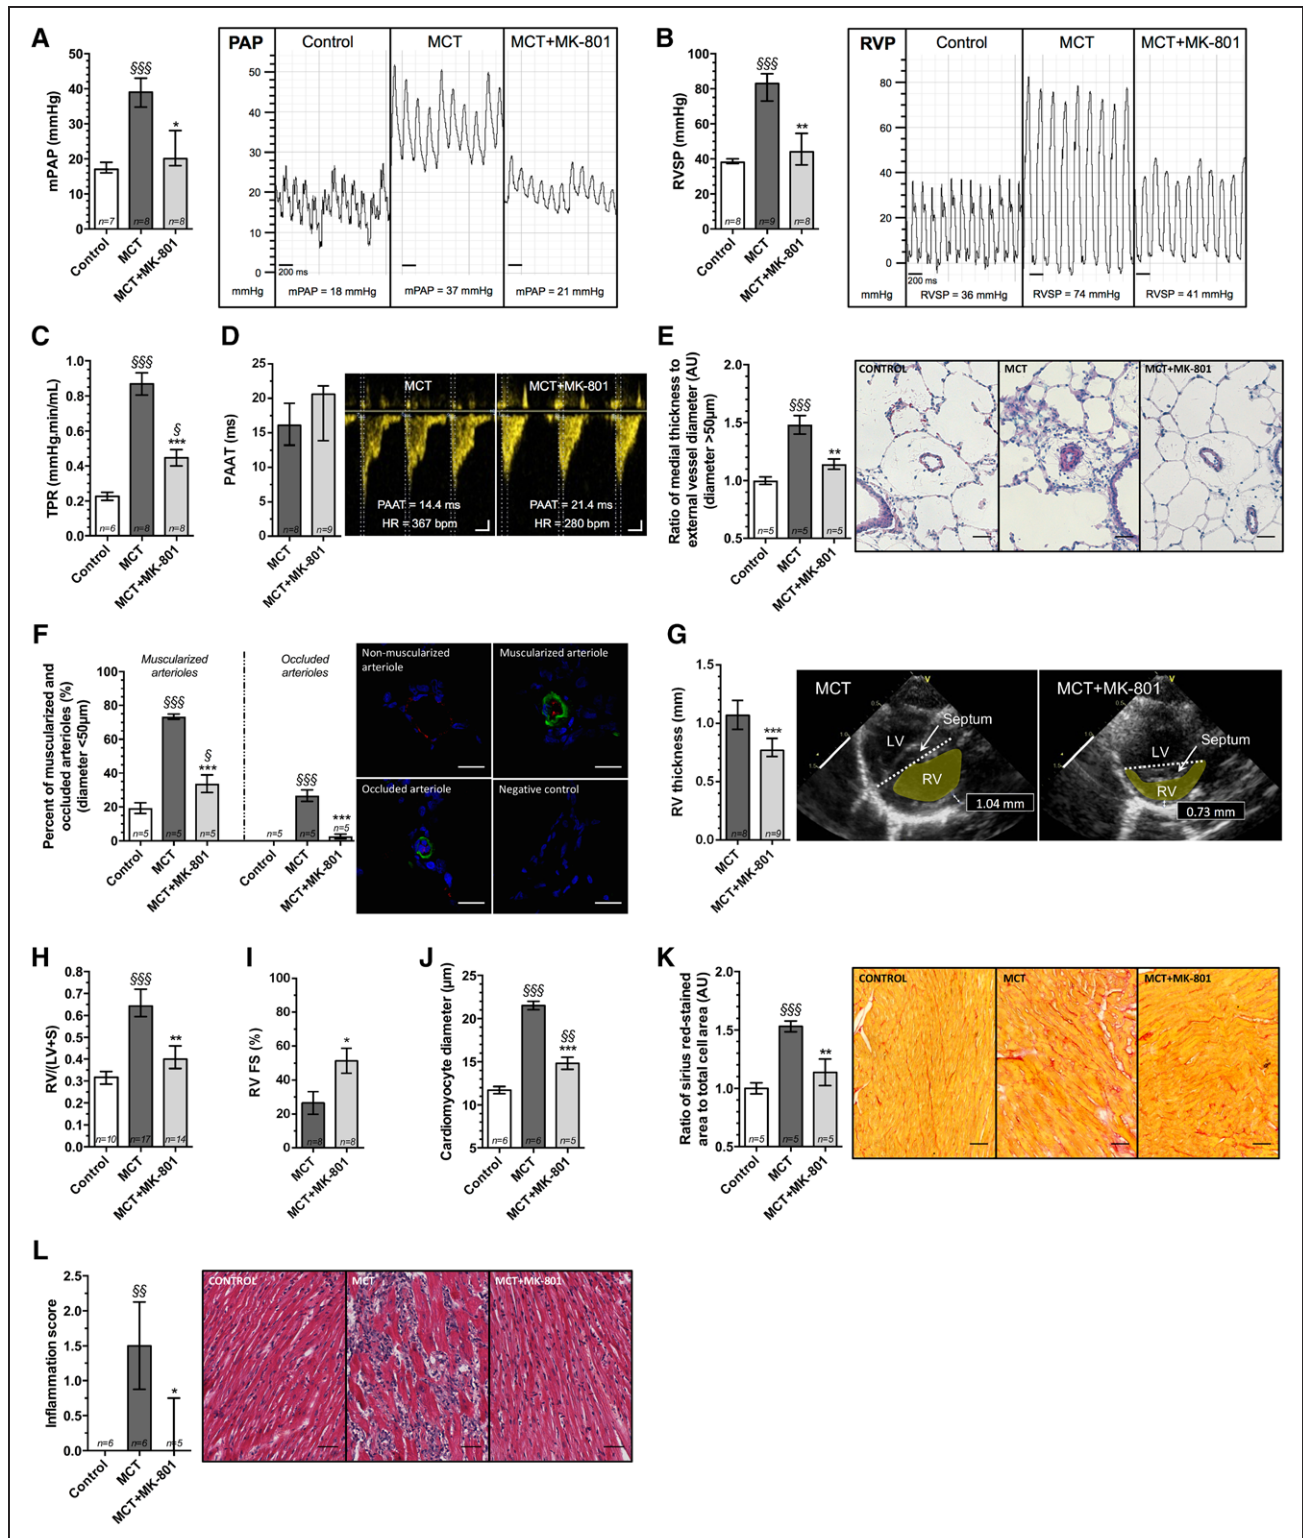 A
mPAP (mmHg)
50
40
30
20
10
0
§§§
*
n=7
n=8
n=8
Control
MCT
MCT+MK-801
PAP
Control
MCT
MCT+MK-801
50
40
30
20
10
0
200 ms
mmHg
mPAP = 18 mmHg
mPAP = 37 mmHg
mPAP = 21 mmHg
B
RVSP (mmHg)
100
80
60
40
20
0
§§§
**
n=8
n=9
n=8
Control
MCT
MCT+MK-801
RVP
Control
MCT
MCT+MK-801
80
60
40
20
0
200 ms
mmHg
RVSP = 36 mmHg
RVSP = 74 mmHg
RVSP = 41 mmHg
C
TPR (mmHg.min/mL)
1.0
0.8
0.6
0.4
0.2
0.0
§§§
§
***
n=6
n=8
n=8
Control
MCT
MCT+MK-801
D
PAAT (ms)
25
20
15
10
5
0
n=8
n=9
MCT
MCT+MK-801
MCT
PAAT = 14.4 ms
HR = 367 bpm
MCT+MK-801
PAAT = 21.4 ms
HR = 280 bpm
E
Ratio of medial thickness to
external vessel diameter (AU)
(diameter >50µm)
2.0
1.5
1.0
0.5
§§§
**
n=5
n=5
n=5
Control
MCT
MCT+MK-801
CONTROL
MCT
MCT+MK-801
F
Percent of muscularized and
occluded arterioles (%)
(diameter <50µm)
Muscularized
arterioles
Occluded
arterioles
100
80
60
40
20
0
§§§
§
***
§§§
***
n=5
n=5
n=5
n=5
n=5
n=5
Control
MCT
MCT+MK-801
Control
MCT
MCT+MK-801
Non-muscularized
arteriole
Muscularized arteriole
Occluded arteriole
Negative control
G
RV thickness (mm)
1.5
1.0
0.5
0.0
***
n=8
n=9
MCT
MCT+MK-801
MCT
V
Septum
LV
RV
1.04 mm
MCT+MK-801
V
Septum
LV
RV
0.73 mm
H
RV/(LV+S)
0.8
0.7
0.6
0.5
0.4
0.3
0.2
0.1
0.0
§§§
**
n=10
n=17
n=14
Control
MCT
MCT+MK-801
I
RV FS (%)
100
80
60
40
20
0
*
n=8
n=8
MCT
MCT+MK-801
J
Cardiomyocyte diameter (µm)
25
20
15
10
5
§§§
§§
***
n=6
n=6
n=5
Control
MCT
MCT+MK-801
K
Ratio of sirius red-stained
area to total cell area (AU)
2.0
1.5
1.0
0.5
§§§
**
n=5
n=5
n=5
Control
MCT
MCT+MK-801
CONTROL
MCT
MCT+MK-801
L
Inflammation score
2.5
2.0
1.5
1.0
0.5
0.0
§§
*
n=6
n=6
n=5
Control
MCT
MCT+MK-801
CONTROL
MCT
MCT+MK-801